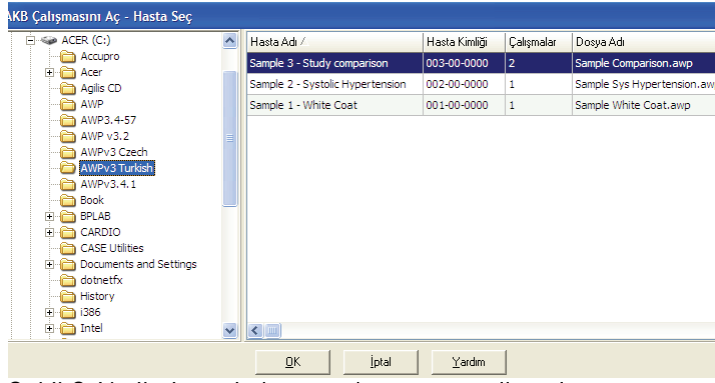 AKB Çalışmasını Aç - Hasta Seç
ACER (C:)
Accupro
Acer
Agilis CD
AWP
AWP3.4-57
AWP v3.2
AWPv3 Czech
AWPv3 Turkish
AWPv3.4.1
Book
BPLAB
CARDIO
CASE Utilities
Documents and Settings
dotnetfx
History
i386
Intel
Hasta Adı / Hasta Kimliği Çalışmalar Dosya Adı
Sample 3 - Study comparison 003-00-0000 2 Sample Comparison.awp
Sample 2 - Systolic Hypertension 002-00-0000 1 Sample Sys Hypertension.aw
Sample 1 - White Coat 001-00-0000 1 Sample White Coat.awp
OK İptal Yardım